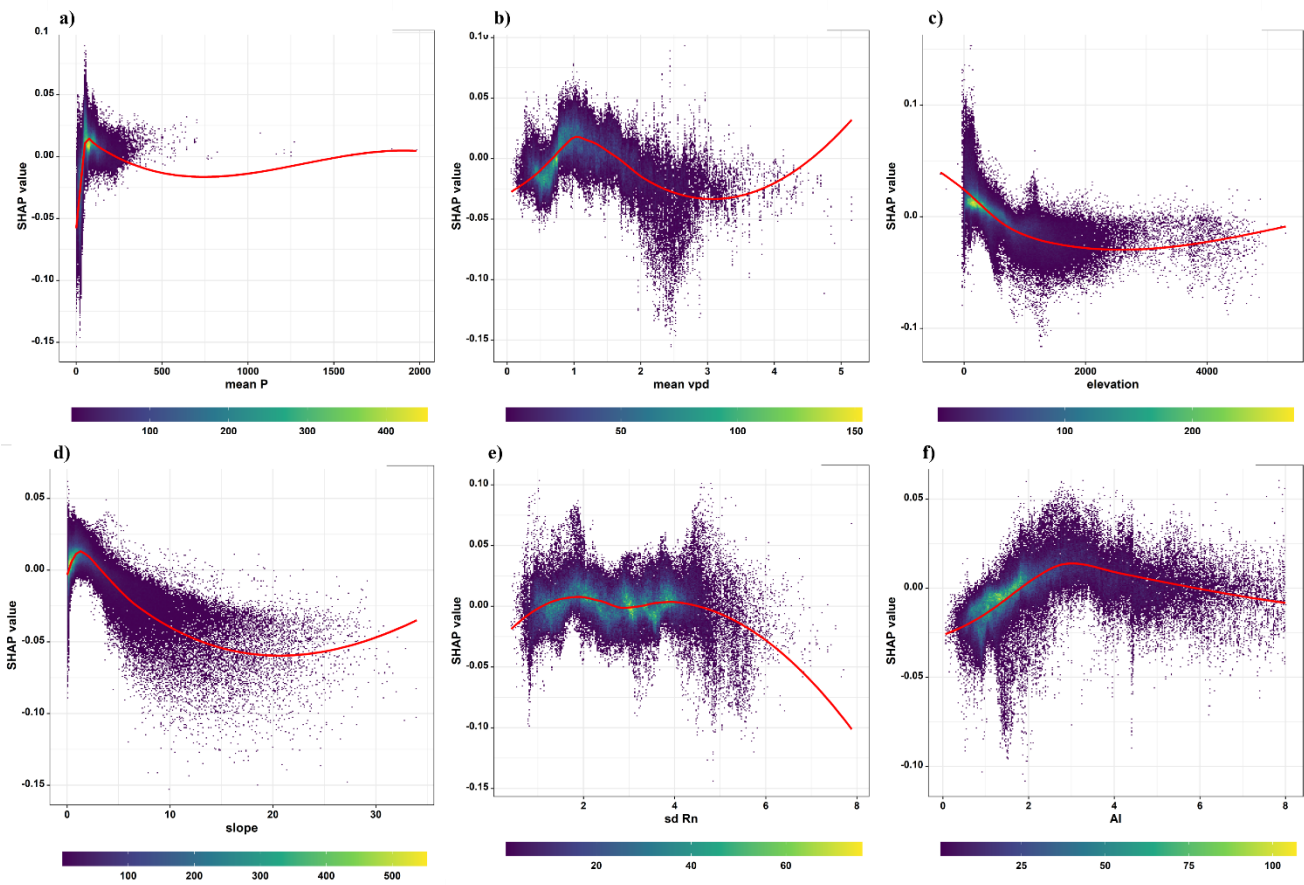 a)
0.1
0.05
0.00
-0.05
-0.10
-0.15
SHAP value
0 500 1000 1500 2000
mean P
100 200 300 400
b)
0.10
0.05
0.00
-0.05
-0.10
-0.15
SHAP value
0 1 2 3 4 5
mean vpd
50 100 150
c)
0.1
0.0
-0.1
SHAP value
0 2000 4000
elevation
100 200
d)
0.05
0.00
-0.05
-0.10
-0.15
SHAP value
0 10 20 30
slope
100 200 300 400 500
e)
0.10
0.05
0.00
-0.05
-0.10
-0.15
SHAP value
2 4 6 8
sd Rn
20 40 60
f)
0.05
0.00
-0.05
-0.10
SHAP value
0 2 4 6 8
AI
25 50 75 100